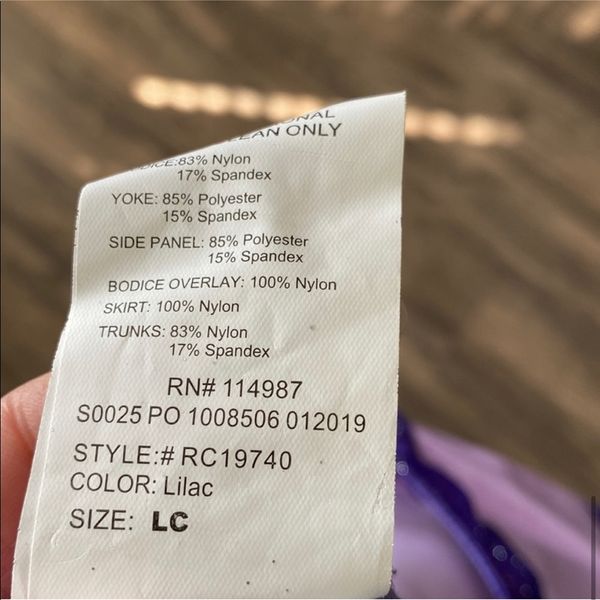 ONLY
83% Nylon
17% Spandex
YOKE: 85% Polyester
15% Spandex
SIDE PANEL: 85% Polyester
15% Spandex
BODICE OVERLAY: 100% Nylon
SKIRT: 100% Nylon
TRUNKS: 83% Nylon
17% Spandex
RN# 114987
S0025 PO 1008506 012019
STYLE:# RC19740
COLOR: Lilac
SIZE: LC